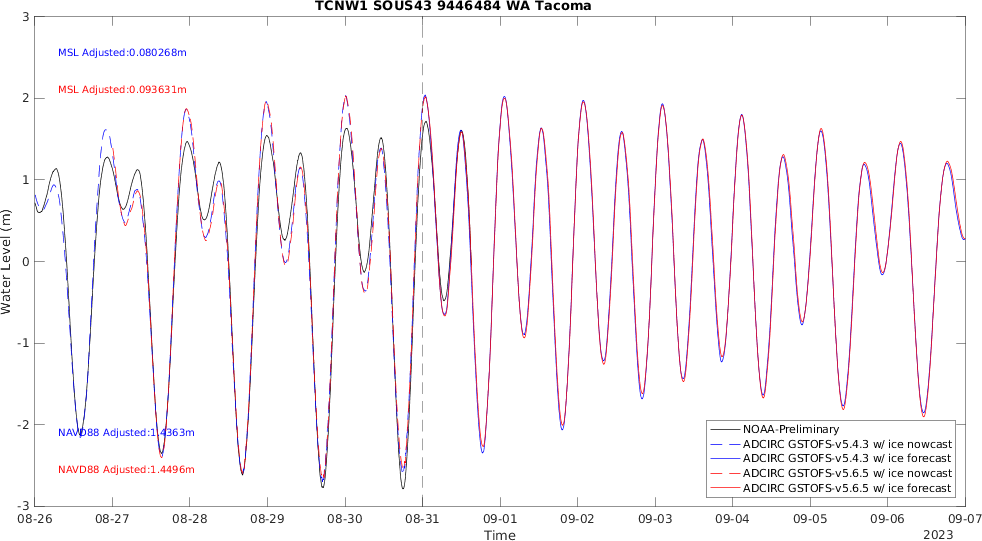 TCNW1 SOUS43 9446484 WA Tacoma
3
MSL Adjusted:0.080268m
MSL Adjusted:0.093631m
2
1
0
-1
-2
-3
Water Level (m)
NAVD88 Adjusted:1.4363m
NAVD88 Adjusted:1.4496m
NOAA-Preliminary
ADCIRC GSTOFS-v5.4.3 w/ ice nowcast
ADCIRC GSTOFS-v5.4.3 w/ ice forecast
ADCIRC GSTOFS-v5.6.5 w/ ice nowcast
ADCIRC GSTOFS-v5.6.5 w/ ice forecast
08-26 08-27 08-28 08-29 08-30 08-31 09-01 09-02 09-03 09-04 09-05 09-06 09-07
Time
2023